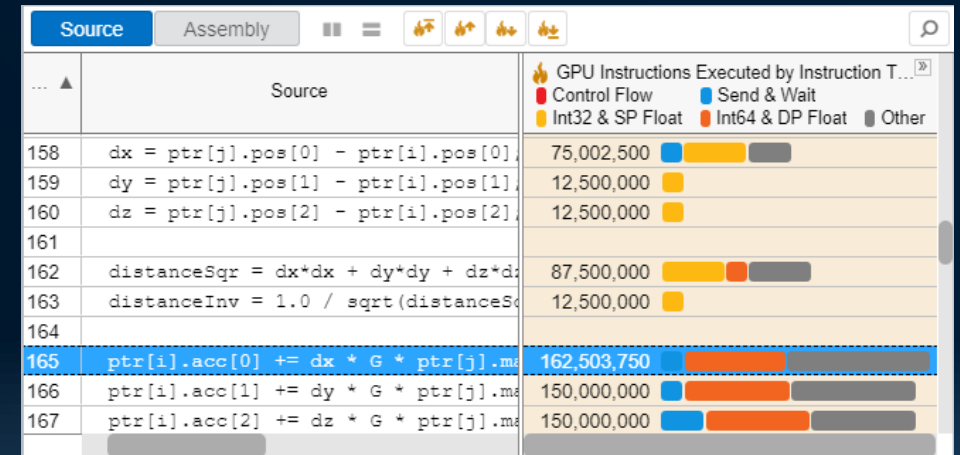 Source Assembly
... Source GPU Instructions Executed by Instruction T...
Control Flow Send & Wait
Int32 & SP Float Int64 & DP Float Other
158 dx = ptr[j].pos[0] - ptr[i].pos[0]; 75,002,500
159 dy = ptr[j].pos[1] - ptr[i].pos[1]; 12,500,000
160 dz = ptr[j].pos[2] - ptr[i].pos[2]; 12,500,000
161
162 distanceSqr = dx*dx + dy*dy + dz*dz 87,500,000
163 distanceInv = 1.0 / sqrt(distanceSq 12,500,000
164
165 ptr[i].acc[0] += dx * G * ptr[j].ma 162,503,750
166 ptr[i].acc[1] += dy * G * ptr[j].ma 150,000,000
167 ptr[i].acc[2] += dz * G * ptr[j].ma 150,000,000